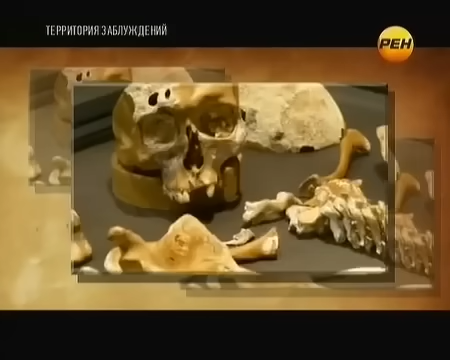 ТЕРРИТОРИЯ ЗАБЛУЖДЕНИЙ
РЕН